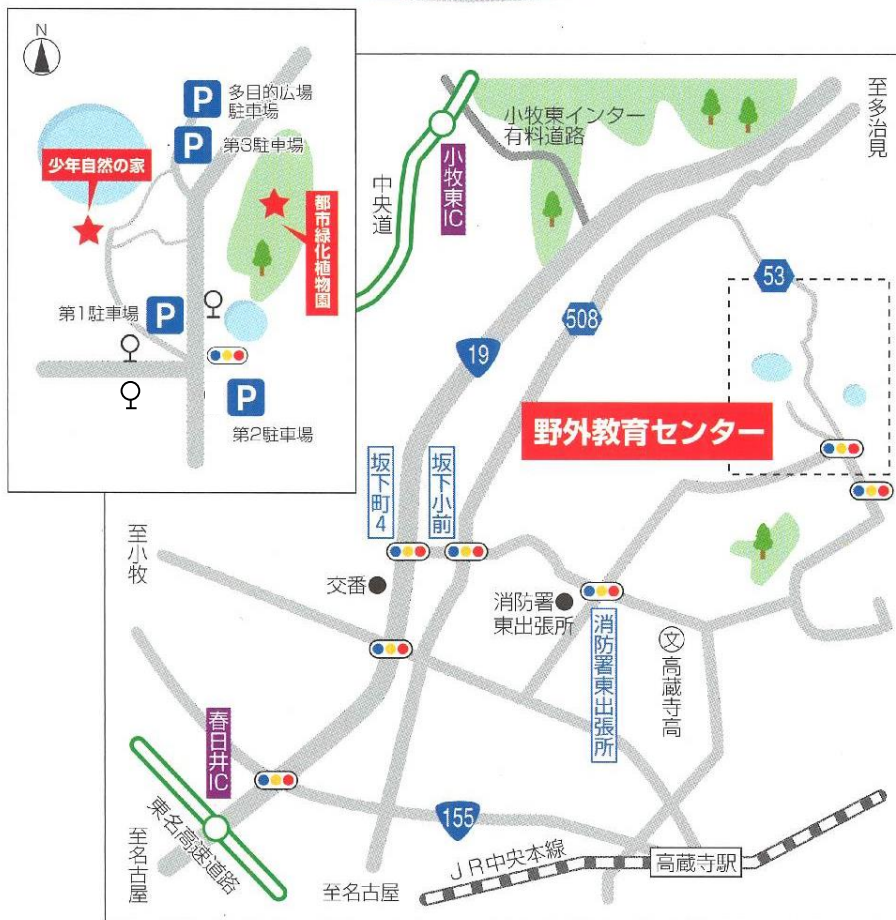 N
P
多目的広場
駐車場
P
第3駐車場
少年自然の家
都市緑化植物園
第1駐車場
P
P
第2駐車場
至多治見
小牧東インター
有料道路
小牧東IC
中央道
53
508
19
野外教育センター
坂下町4
坂下小前
至小牧
交番
消防署
東出張所
消防署東出張所
文
高蔵寺高
春日井IC
東名高速道路
155
至名古屋
至名古屋
JR中央本線
高蔵寺駅